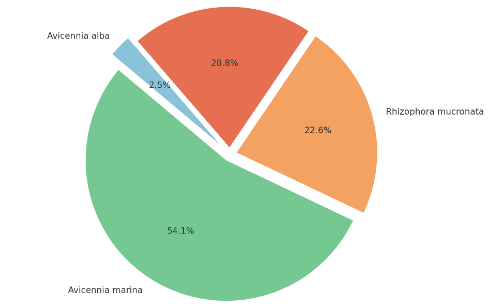 Avicennia alba
20.8%
2.5%
Rhizophora mucronata
22.6%
54.1%
Avicennia marina